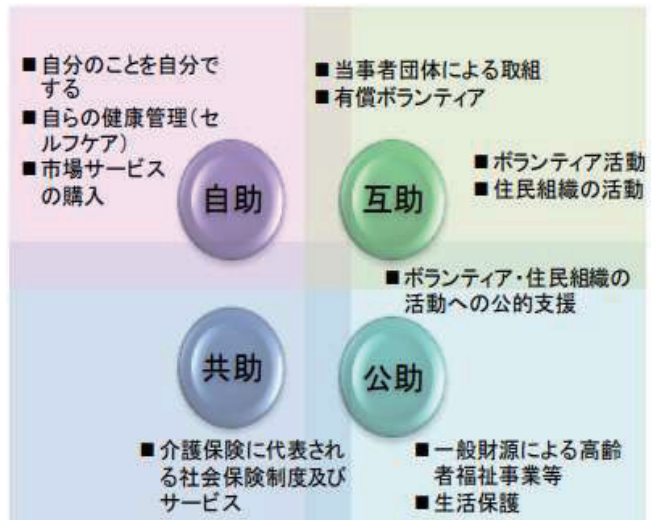 ■自分のことを自分で
する
■自らの健康管理(セ
ルフケア)
■市場サービス
の購入
自助
■当事者団体による取組
■有償ボランティア
■ボランティア活動
■住民組織の活動
互助
■ボランティア・住民組織の
活動への公的支援
共助
■介護保険に代表され
る社会保険制度及び
サービス
公助
■一般財源による高齢
者福祉事業等
■生活保護